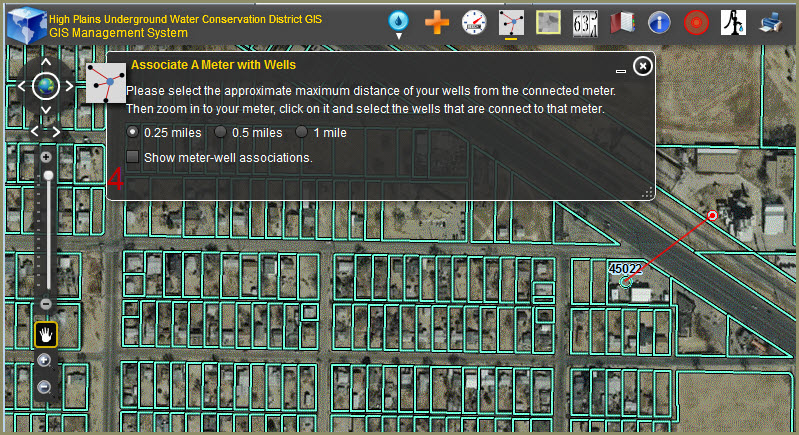 High Plains Underground Water Conservation District GIS
GIS Management System
Associate A Meter with Wells
Please select the approximate maximum distance of your wells from the connected meter.
Then zoom in to your meter, click on it and select the wells that are connect to that meter.
0.25 miles 0.5 miles 1 mile
Show meter-well associations.
4
45022